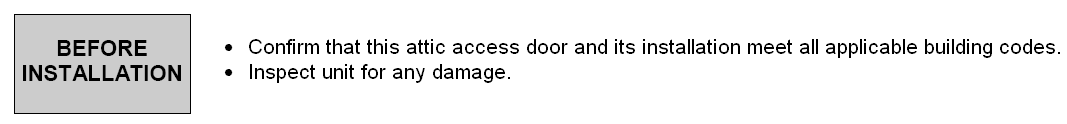 BEFORE
INSTALLATION
• Confirm that this attic access door and its installation meet all applicable building codes.
• Inspect unit for any damage.